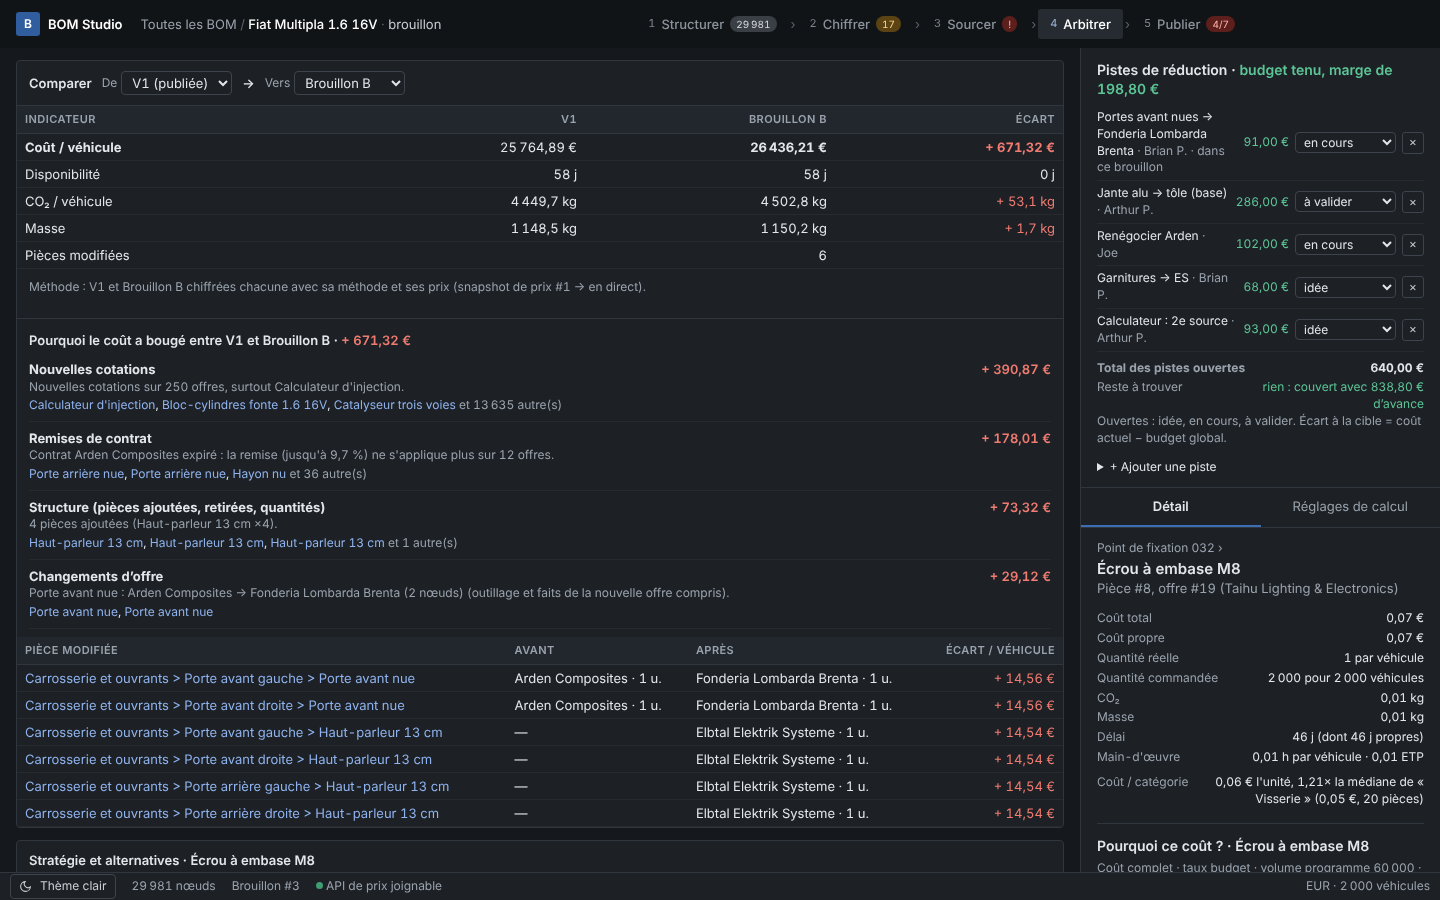 B BOM Studio Toutes les BOM / Fiat Multipla 1.6 16V · brouillon 1 Structurer 29 981 › 2 Chiffrer 17 › 3 Sourcer ! › 4 Arbitrer › 5 Publier 4/7
Comparer De V1 (publiée) → Vers Brouillon B
INDICATEUR V1 BROUILLON B ÉCART
Coût / véhicule 25 764,89 € 26 436,21 € + 671,32 €
Disponibilité 58 j 58 j 0 j
CO₂ / véhicule 4 449,7 kg 4 502,8 kg + 53,1 kg
Masse 1 148,5 kg 1 150,2 kg + 1,7 kg
Pièces modifiées 6
Méthode : V1 et Brouillon B chiffrées chacune avec sa méthode et ses prix (snapshot de prix #1 → en direct).
Pourquoi le coût a bougé entre V1 et Brouillon B · + 671,32 €
Nouvelles cotations + 390,87 €
Nouvelles cotations sur 250 offres, surtout Calculateur d'injection.
Calculateur d'injection, Bloc-cylindres fonte 1.6 16V, Catalyseur trois voies et 13 635 autre(s)
Remises de contrat + 178,01 €
Contrat Arden Composites expiré : la remise (jusqu'à 9,7 %) ne s'applique plus sur 12 offres.
Porte arrière nue, Porte arrière nue, Hayon nu et 36 autre(s)
Structure (pièces ajoutées, retirées, quantités) + 73,32 €
4 pièces ajoutées (Haut-parleur 13 cm ×4).
Haut-parleur 13 cm, Haut-parleur 13 cm, Haut-parleur 13 cm et 1 autre(s)
Changements d’offre + 29,12 €
Porte avant nue : Arden Composites → Fonderia Lombarda Brenta (2 nœuds) (outillage et faits de la nouvelle offre compris).
Porte avant nue, Porte avant nue
PIÈCE MODIFIÉE AVANT APRÈS ÉCART / VÉHICULE
Carrosserie et ouvrants > Porte avant gauche > Porte avant nue Arden Composites · 1 u. Fonderia Lombarda Brenta · 1 u. + 14,56 €
Carrosserie et ouvrants > Porte avant droite > Porte avant nue Arden Composites · 1 u. Fonderia Lombarda Brenta · 1 u. + 14,56 €
Carrosserie et ouvrants > Porte avant gauche > Haut-parleur 13 cm — Elbtal Elektrik Systeme · 1 u. + 14,54 €
Carrosserie et ouvrants > Porte avant droite > Haut-parleur 13 cm — Elbtal Elektrik Systeme · 1 u. + 14,54 €
Carrosserie et ouvrants > Porte arrière gauche > Haut-parleur 13 cm — Elbtal Elektrik Systeme · 1 u. + 14,54 €
Carrosserie et ouvrants > Porte arrière droite > Haut-parleur 13 cm — Elbtal Elektrik Systeme · 1 u. + 14,54 €
Stratégie et alternatives · Écrou à embase M8
Pistes de réduction · budget tenu, marge de
198,80 €
Portes avant nues →
Fonderia Lombarda
Brenta · Brian P. · dans
ce brouillon
91,00 € en cours ×
Jante alu → tôle (base)
· Arthur P.
286,00 € à valider ×
Renégocier Arden ·
Joe
102,00 € en cours ×
Garnitures → ES · Brian
P.
68,00 € idée ×
Calculateur : 2e source ·
Arthur P.
93,00 € idée ×
Total des pistes ouvertes 640,00 €
Reste à trouver rien : couvert avec 838,80 €
d’avance
Ouvertes : idée, en cours, à valider. Écart à la cible = coût
actuel − budget global.
▶ + Ajouter une piste
Détail Réglages de calcul
Point de fixation 032 ›
Écrou à embase M8
Pièce #8, offre #19 (Taihu Lighting & Electronics)
Coût total 0,07 €
Coût propre 0,07 €
Quantité réelle 1 par véhicule
Quantité commandée 2 000 pour 2 000 véhicules
CO₂ 0,01 kg
Masse 0,01 kg
Délai 46 j (dont 46 j propres)
Main-d'œuvre 0,01 h par véhicule · 0,01 ETP
Coût / catégorie 0,06 € l'unité, 1,21× la médiane de «
Visserie » (0,05 €, 20 pièces)
Pourquoi ce coût ? · Écrou à embase M8
Coût complet · taux budget · volume programme 60 000 ·
Thème clair 29 981 nœuds Brouillon #3 API de prix joignable EUR · 2 000 véhicules